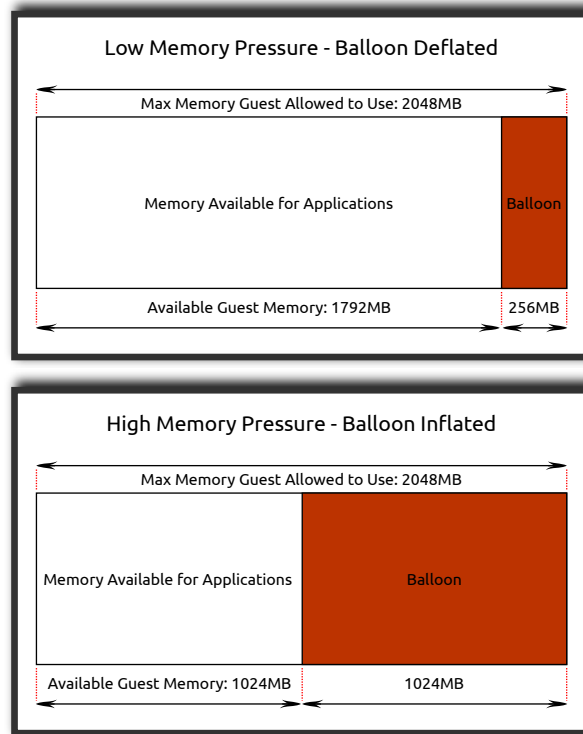 Low Memory Pressure - Balloon Deflated
Max Memory Guest Allowed to Use: 2048MB
Memory Available for Applications
Balloon
Available Guest Memory: 1792MB
256MB
High Memory Pressure - Balloon Inflated
Max Memory Guest Allowed to Use: 2048MB
Memory Available for Applications
Balloon
Available Guest Memory: 1024MB
1024MB